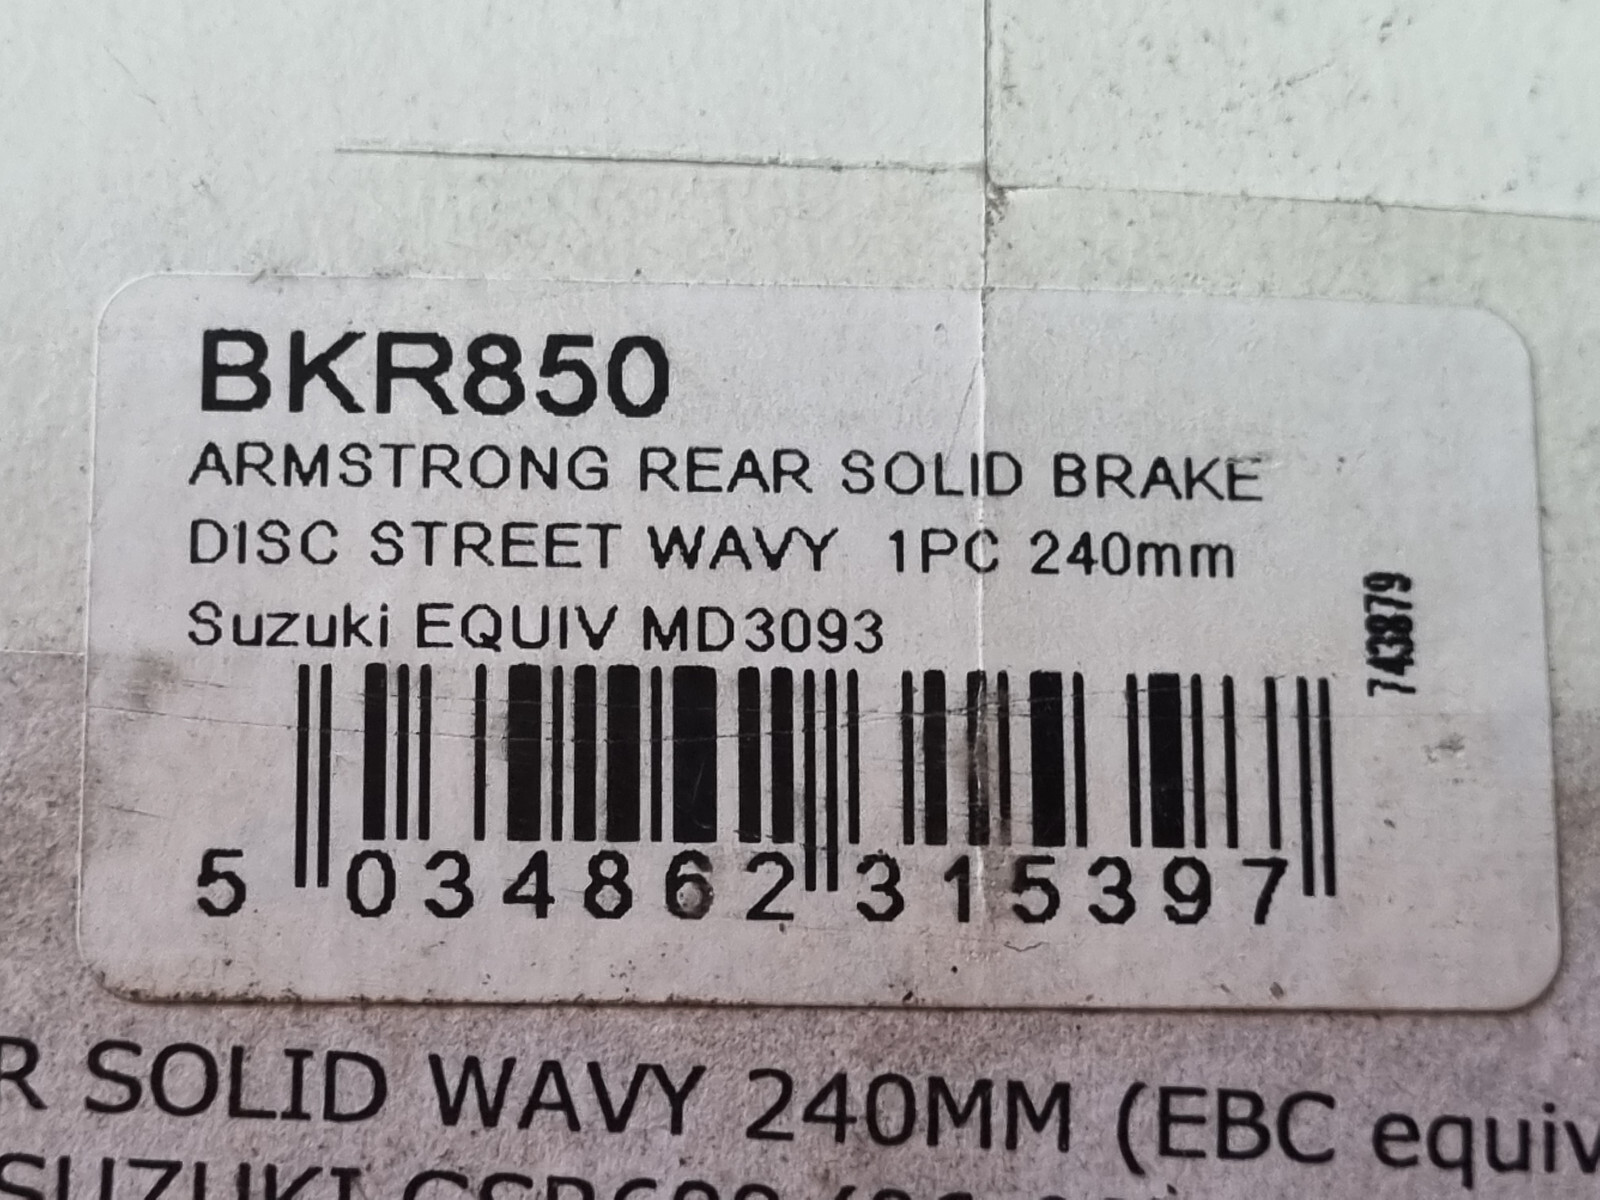 BKR850
ARMSTRONG REAR SOLID BRAKE
DISC STREET WAVY 1PC 240mm
Suzuki EQUIV MD3093
743879
5 034862 315397
R SOLID WAVY 240MM (EBC equiv
SUZUKI